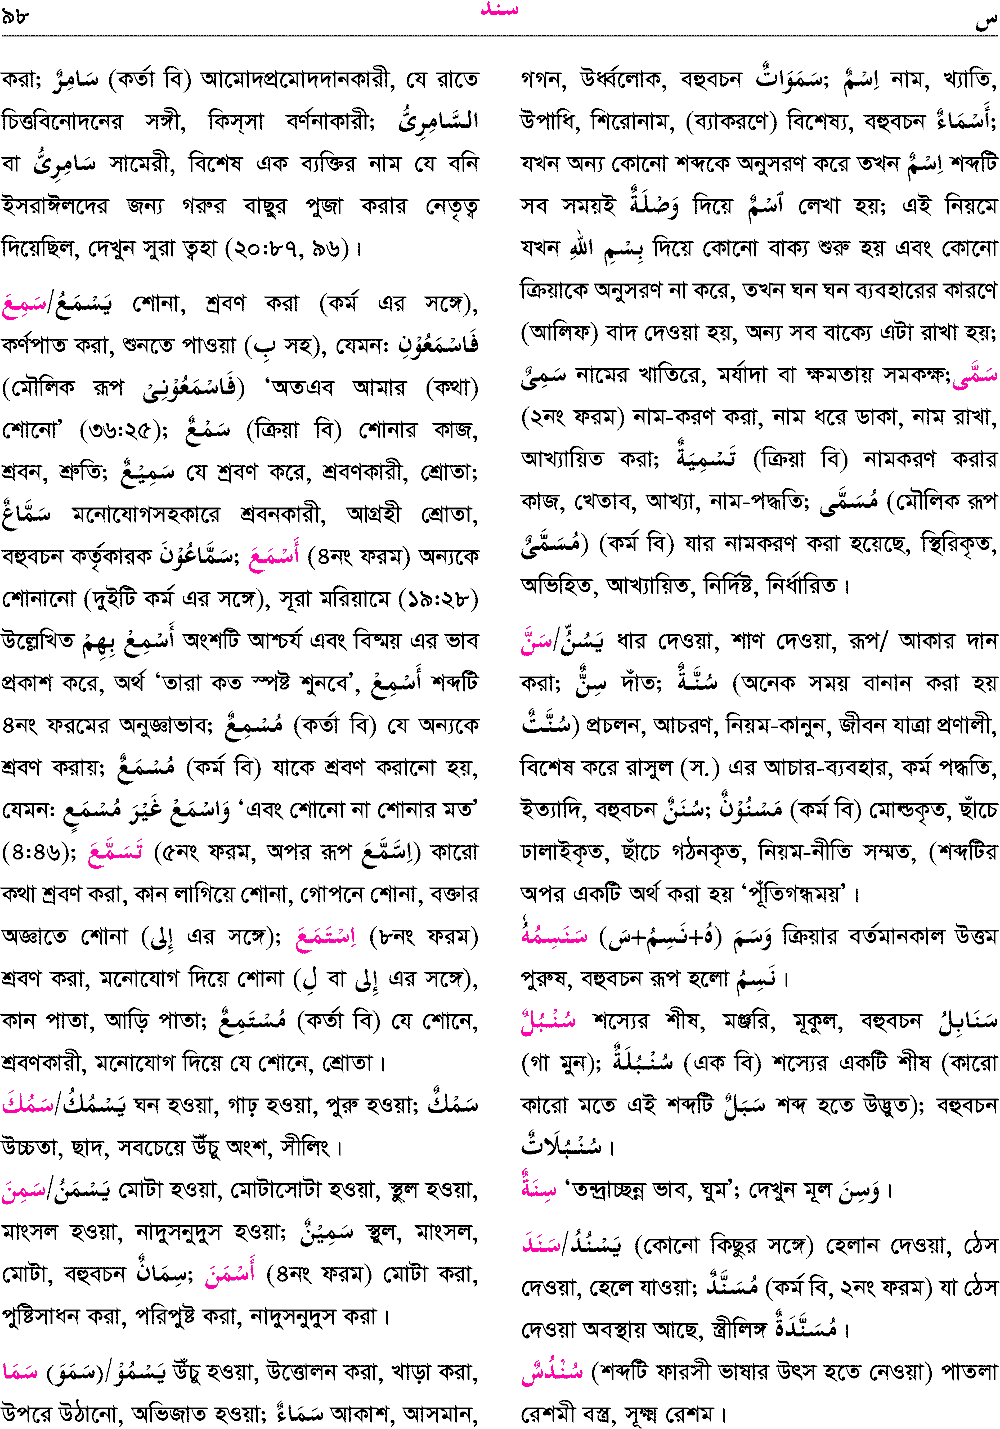 ৯৮ سند س
করা; سَامِرٌ (কর্তা বি) আমোদপ্রমোদদানকারী, যে রাতে
চিত্তবিনোদনের সঙ্গী, কিস্সা বর্ণনাকারী; السَّامِرِىُّ
বা سَامِرِىُّ সামেরী, বিশেষ এক ব্যক্তির নাম যে বনি
ইসরাঈলদের জন্য গরুর বাছুর পূজা করার নেতৃত্ব
দিয়েছিল, দেখুন সুরা ত্বহা (২০:৮৭, ৯৬)।
سَمِعَ/يَسْمَعُ শোনা, শ্রবণ করা (কর্ম এর সঙ্গে),
কর্ণপাত করা, শুনতে পাওয়া (بِ সহ), যেমন: فَاسْمَعُوْنِ
(মৌলিক রূপ فَاسْمَعُوْنِىْ) ‘অতএব আমার (কথা)
শোনো’ (৩৬:২৫); سَمْعٌ (ক্রিয়া বি) শোনার কাজ,
শ্রবন, শ্রুতি; سَمِيْعٌ যে শ্রবণ করে, শ্রবণকারী, শ্রোতা;
سَمَّاعٌ মনোযোগসহকারে শ্রবনকারী, আগ্রহী শ্রোতা,
বহুবচন কর্তৃকারক سَمَّاعُوْنَ; أَسْمَعَ (৪নং ফরম) অন্যকে
শোনানো (দুইটি কর্ম এর সঙ্গে), সূরা মরিয়ামে (১৯:২৮)
উল্লেখিত أَسْمِعْ بِهِمْ অংশটি আশ্চর্য এবং বিষ্ময় এর ভাব
প্রকাশ করে, অর্থ ‘তারা কত স্পষ্ট শুনবে’, أَسْمِعْ শব্দটি
৪নং ফরমের অনুজ্ঞাভাব; مُسْمِعٌ (কর্তা বি) যে অন্যকে
শ্রবণ করায়; مُسْمَعٌ (কর্ম বি) যাকে শ্রবণ করানো হয়,
যেমন: وَاسْمَعْ غَيْرَ مُسْمَعٍ ‘এবং শোনো না শোনার মত’
(৪:৪৬); تَسَمَّعَ (৫নং ফরম, অপর রূপ اِسَّمَّعَ) কারো
কথা শ্রবণ করা, কান লাগিয়ে শোনা, গোপনে শোনা, বক্তার
অজ্ঞাতে শোনা (إِلى এর সঙ্গে); اِسْتَمَعَ (৮নং ফরম)
শ্রবণ করা, মনোযোগ দিয়ে শোনা (لِ বা إِلى এর সঙ্গে),
কান পাতা, আড়ি পাতা; مُسْتَمِعٌ (কর্তা বি) যে শোনে,
শ্রবণকারী, মনোযোগ দিয়ে যে শোনে, শ্রোতা।
سَمُكَ/يَسْمُكُ ঘন হওয়া, গাঢ় হওয়া, পুরু হওয়া; سَمْكٌ
উচ্চতা, ছাদ, সবচেয়ে উঁচু অংশ, সীলিং।
سَمِنَ/يَسْمَنُ মোটা হওয়া, মোটাসোটা হওয়া, স্থুল হওয়া,
মাংসল হওয়া, নাদুসনুদুস হওয়া; سَمِيْنٌ স্থুল, মাংসল,
মোটা, বহুবচন سِمَانٌ; أَسْمَنَ (৪নং ফরম) মোটা করা,
পুষ্টিসাধন করা, পরিপুষ্ট করা, নাদুসনুদুস করা।
سَمَا (سَمَوَ)/يَسْمُوْ উঁচু হওয়া, উত্তোলন করা, খাড়া করা,
উপরে উঠানো, অভিজাত হওয়া; سَمَاءٌ আকাশ, আসমান,
গগন, উর্ধ্বলোক, বহুবচন سَمَوَاتٌ; اِسْمٌ নাম, খ্যাতি,
উপাধি, শিরোনাম, (ব্যাকরণে) বিশেষ্য, বহুবচন أَسْمَاءٌ;
যখন অন্য কোনো শব্দকে অনুসরণ করে তখন اِسْمٌ শব্দটি
সব সময়ই وَصْلَةٌ দিয়ে ٱسْمٌ লেখা হয়; এই নিয়মে
যখন بِسْمِ اللهِ দিয়ে কোনো বাক্য শুরু হয় এবং কোনো
ক্রিয়াকে অনুসরণ না করে, তখন ঘন ঘন ব্যবহারের কারণে
(আলিফ) বাদ দেওয়া হয়, অন্য সব বাক্যে এটা রাখা হয়;
سَمِىٌّ নামের খাতিরে, মর্যাদা বা ক্ষমতায় সমকক্ষ; سَمَّى
(২নং ফরম) নাম-করণ করা, নাম ধরে ডাকা, নাম রাখা,
আখ্যায়িত করা; تَسْمِيَةٌ (ক্রিয়া বি) নামকরণ করার
কাজ, খেতাব, আখ্যা, নাম-পদ্ধতি; مُسَمَّى (মৌলিক রূপ
مُسَمَّىٌ) (কর্ম বি) যার নামকরণ করা হয়েছে, স্থিরিকৃত,
অভিহিত, আখ্যায়িত, নির্দিষ্ট, নির্ধারিত।
سَنَّ/يَسُنُّ ধার দেওয়া, শাণ দেওয়া, রূপ/ আকার দান
করা; سِنٌّ দাঁত; سُنَّةٌ (অনেক সময় বানান করা হয়
سُنَّتٌ) প্রচলন, আচরণ, নিয়ম-কানুন, জীবন যাত্রা প্রণালী,
বিশেষ করে রাসুল (স.) এর আচার-ব্যবহার, কর্ম পদ্ধতি,
ইত্যাদি, বহুবচন سُنَنٌ; مَسْنُوْنٌ (কর্ম বি) মোল্ডকৃত, ছাঁচে
ঢালাইকৃত, ছাঁচে গঠনকৃত, নিয়ম-নীতি সম্মত, (শব্দটির
অপর একটি অর্থ করা হয় ‘পূঁতিগন্ধময়’।
سَنَسِمُهٗ (سَ+نَسِمُ+هٗ) وَسَمَ ক্রিয়ার বর্তমানকাল উত্তম
পুরুষ, বহুবচন রূপ হলো نَسِمُ।
سُنْبُلٌ শস্যের শীষ, মঞ্জরি, মূকুল, বহুবচন سَنَابِلُ
(গা মুন); سُنْبُلَةٌ (এক বি) শস্যের একটি শীষ (কারো
কারো মতে এই শব্দটি سَبَلٌ শব্দ হতে উদ্ভুত); বহুবচন
سُنْبُلَاتٌ।
سِنَةٌ ‘তন্দ্রাচ্ছন্ন ভাব, ঘুম’; দেখুন মূল وَسِنَ।
سَنَدَ/يَسْنُدُ (কোনো কিছুর সঙ্গে) হেলান দেওয়া, ঠেস
দেওয়া, হেলে যাওয়া; مُسَنَّدٌ (কর্ম বি, ২নং ফরম) যা ঠেস
দেওয়া অবস্থায় আছে, স্ত্রীলিঙ্গ مُسَنَّدَةٌ।
سُنْدُسٌ (শব্দটি ফারসী ভাষার উৎস হতে নেওয়া) পাতলা
রেশমী বস্ত্র, সূক্ষ্ম রেশম।